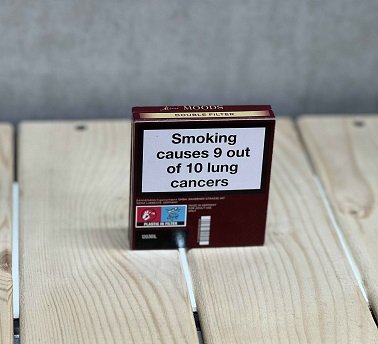 MOODS
DOUBLE FILTER
Smoking
causes 9 out
of 10 lung
cancers
PLASTIC IN FILTER